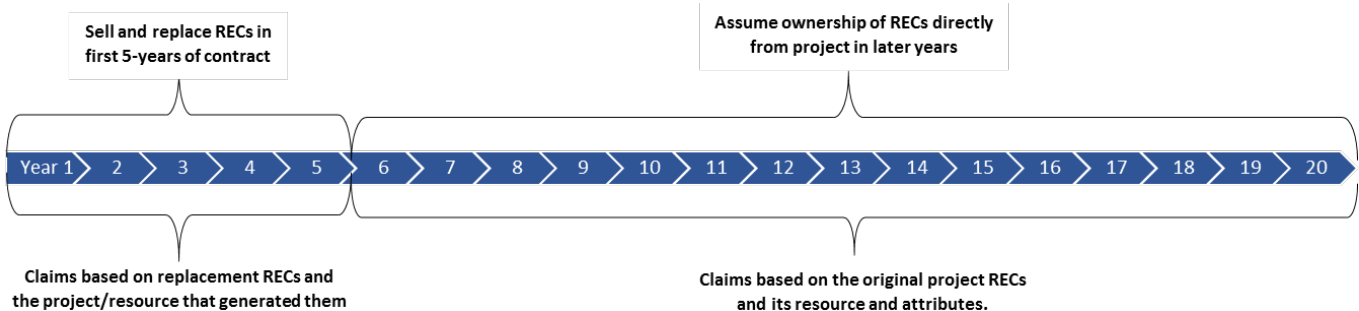 Sell and replace RECs in
first 5-years of contract
Assume ownership of RECs directly
from project in later years
Year 1 2 3 4 5 6 7 8 9 10 11 12 13 14 15 16 17 18 19 20
Claims based on replacement RECs and
the project/resource that generated them
Claims based on the original project RECs
and its resource and attributes.